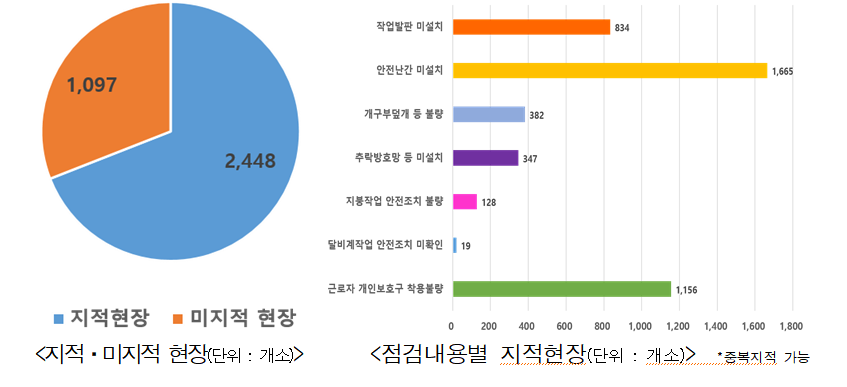 1,097
2,448
지적현장 미지적 현장
<지적・미지적 현장(단위 : 개소)>
작업발판 미설치 834
안전난간 미설치 1,665
개구부덮개 등 불량 382
추락방호망 등 미설치 347
지붕작업 안전조치 불량 128
달비계작업 안전조치 미확인 19
근로자 개인보호구 착용불량 1,156
0 200 400 600 800 1,000 1,200 1,400 1,600 1,800
<점검내용별 지적현장(단위 : 개소)> *중복지적 가능